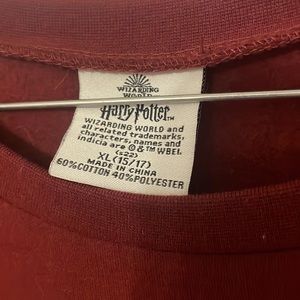 WIZARDING
WORLD
Harry Potter™
WIZARDING WORLD and
all related trademarks,
characters, names and
indicia are © & ™ WBEI.
(s22)
XL (15/17)
MADE IN CHINA
60%COTTON 40%POLYESTER